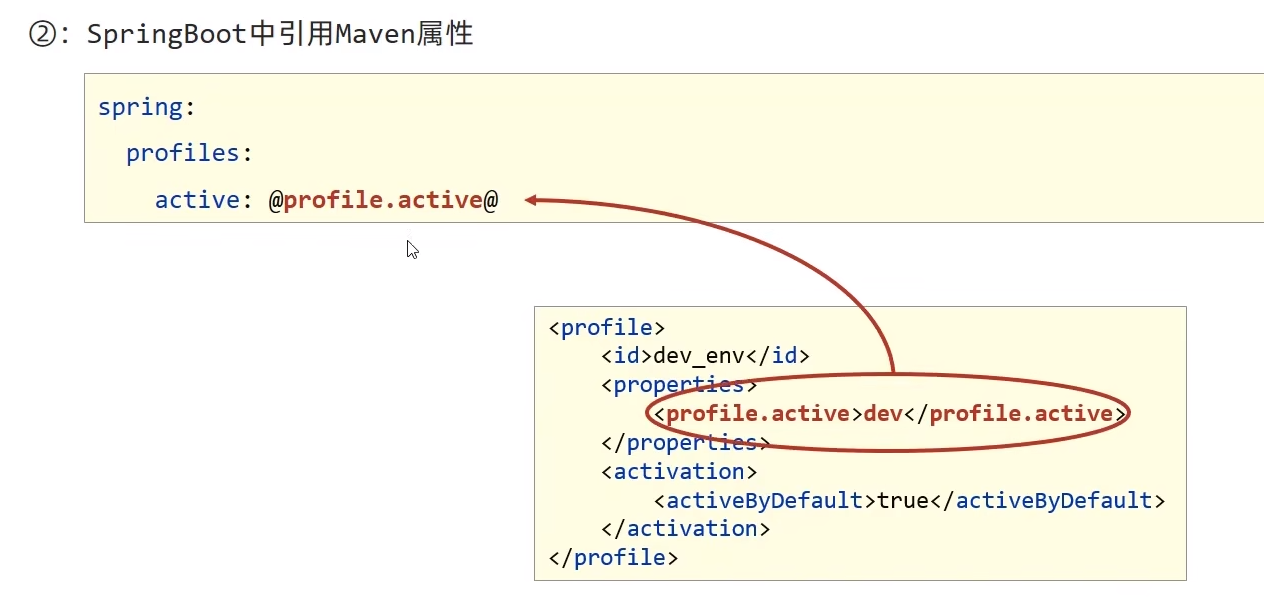 ②：SpringBoot中引用Maven属性
spring:
  profiles:
    active: @profile.active@
<profile>
    <id>dev_env</id>
    <properties>
        <profile.active>dev</profile.active>
    </properties>
    <activation>
        <activeByDefault>true</activeByDefault>
    </activation>
</profile>